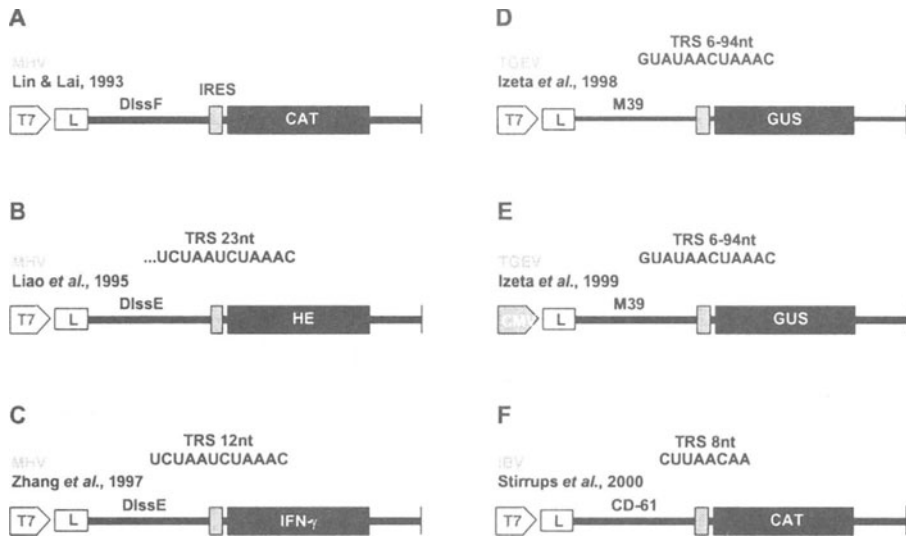 A
MHV
Lin & Lai, 1993
IRES
DIssF
T7 L CAT
B
TRS 23nt
...UCUAAUCUAAAC
MHV
Liao et al., 1995
DIssE
T7 L HE
C
TRS 12nt
UCUAAUCUAAAC
MHV
Zhang et al., 1997
DIssE
T7 L IFN-γ
D
TRS 6-94nt
GUAUAACUAAAC
TGEV
Izeta et al., 1998
M39
T7 L GUS
E
TRS 6-94nt
GUAUAACUAAAC
TGEV
Izeta et al., 1999
M39
CMV L GUS
F
TRS 8nt
CUUAACAA
IBV
Stirrups et al., 2000
CD-61
T7 L CAT